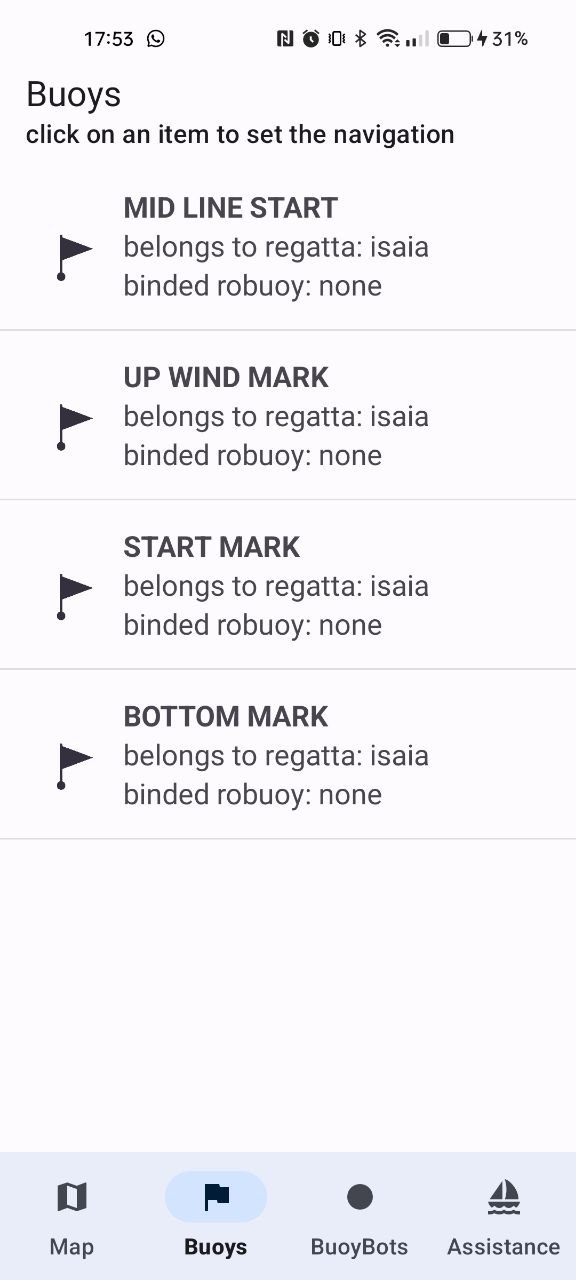 17:53
31%
Buoys
click on an item to set the navigation
MID LINE START
belongs to regatta: isaia
binded robuoy: none
UP WIND MARK
belongs to regatta: isaia
binded robuoy: none
START MARK
belongs to regatta: isaia
binded robuoy: none
BOTTOM MARK
belongs to regatta: isaia
binded robuoy: none
Map
Buoys
BuoyBots
Assistance